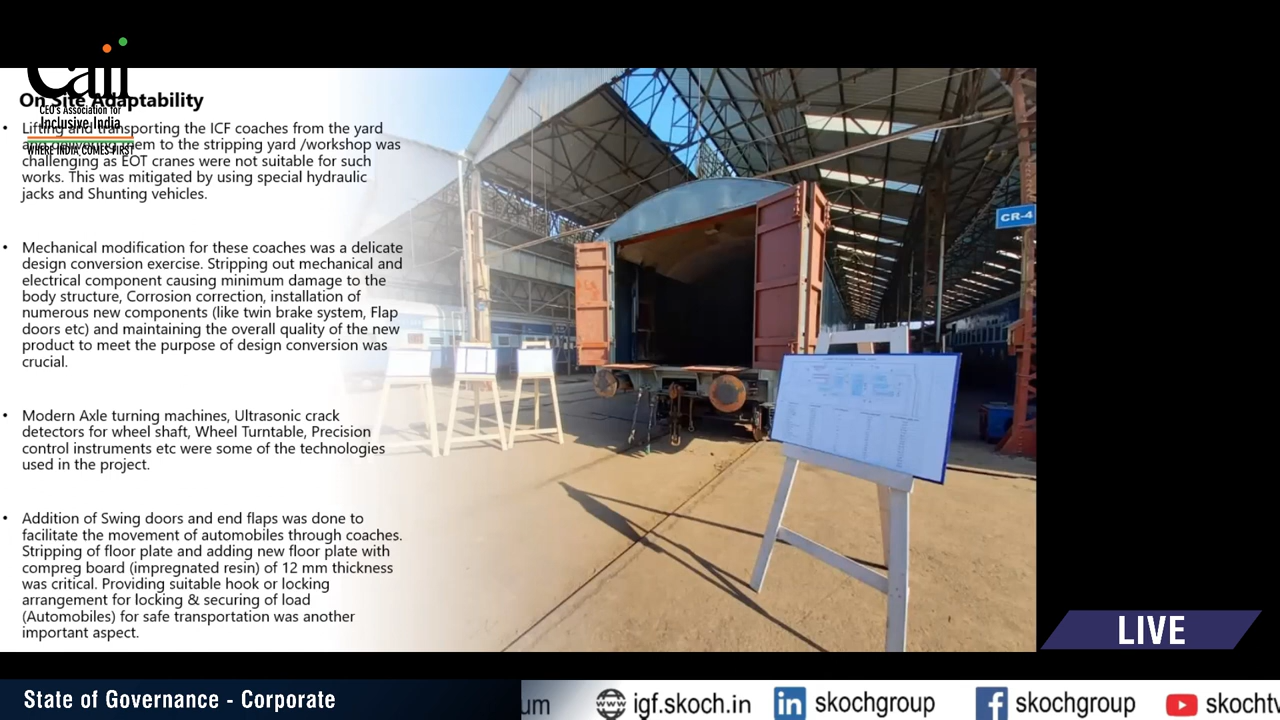 Cali
CEO's Association for
Inclusive India
WHERE INDIA COMES FIRST
On Site Adaptability
• Lifting and transporting the ICF coaches from the yard
and delivering them to the stripping yard /workshop was
challenging as EOT cranes were not suitable for such
works. This was mitigated by using special hydraulic
jacks and Shunting vehicles.
• Mechanical modification for these coaches was a delicate
design conversion exercise. Stripping out mechanical and
electrical component causing minimum damage to the
body structure, Corrosion correction, installation of
numerous new components (like twin brake system, Flap
doors etc) and maintaining the overall quality of the new
product to meet the purpose of design conversion was
crucial.
• Modern Axle turning machines, Ultrasonic crack
detectors for wheel shaft, Wheel Turntable, Precision
control instruments etc were some of the technologies
used in the project.
• Addition of Swing doors and end flaps was done to
facilitate the movement of automobiles through coaches.
Stripping of floor plate and adding new floor plate with
compreg board (impregnated resin) of 12 mm thickness
was critical. Providing suitable hook or locking
arrangement for locking & securing of load
(Automobiles) for safe transportation was another
important aspect.
CR-4
LIVE
State of Governance - Corporate
um
igf.skoch.in
in skochgroup
f skochgroup
skochtv